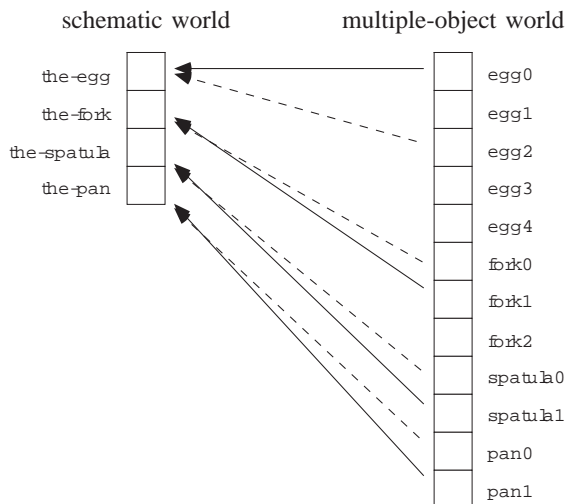 schematic world
multiple-object world
the-egg
the-fork
the-spatula
the-pan
egg0
egg1
egg2
egg3
egg4
fork0
fork1
fork2
spatula0
spatula1
pan0
pan1